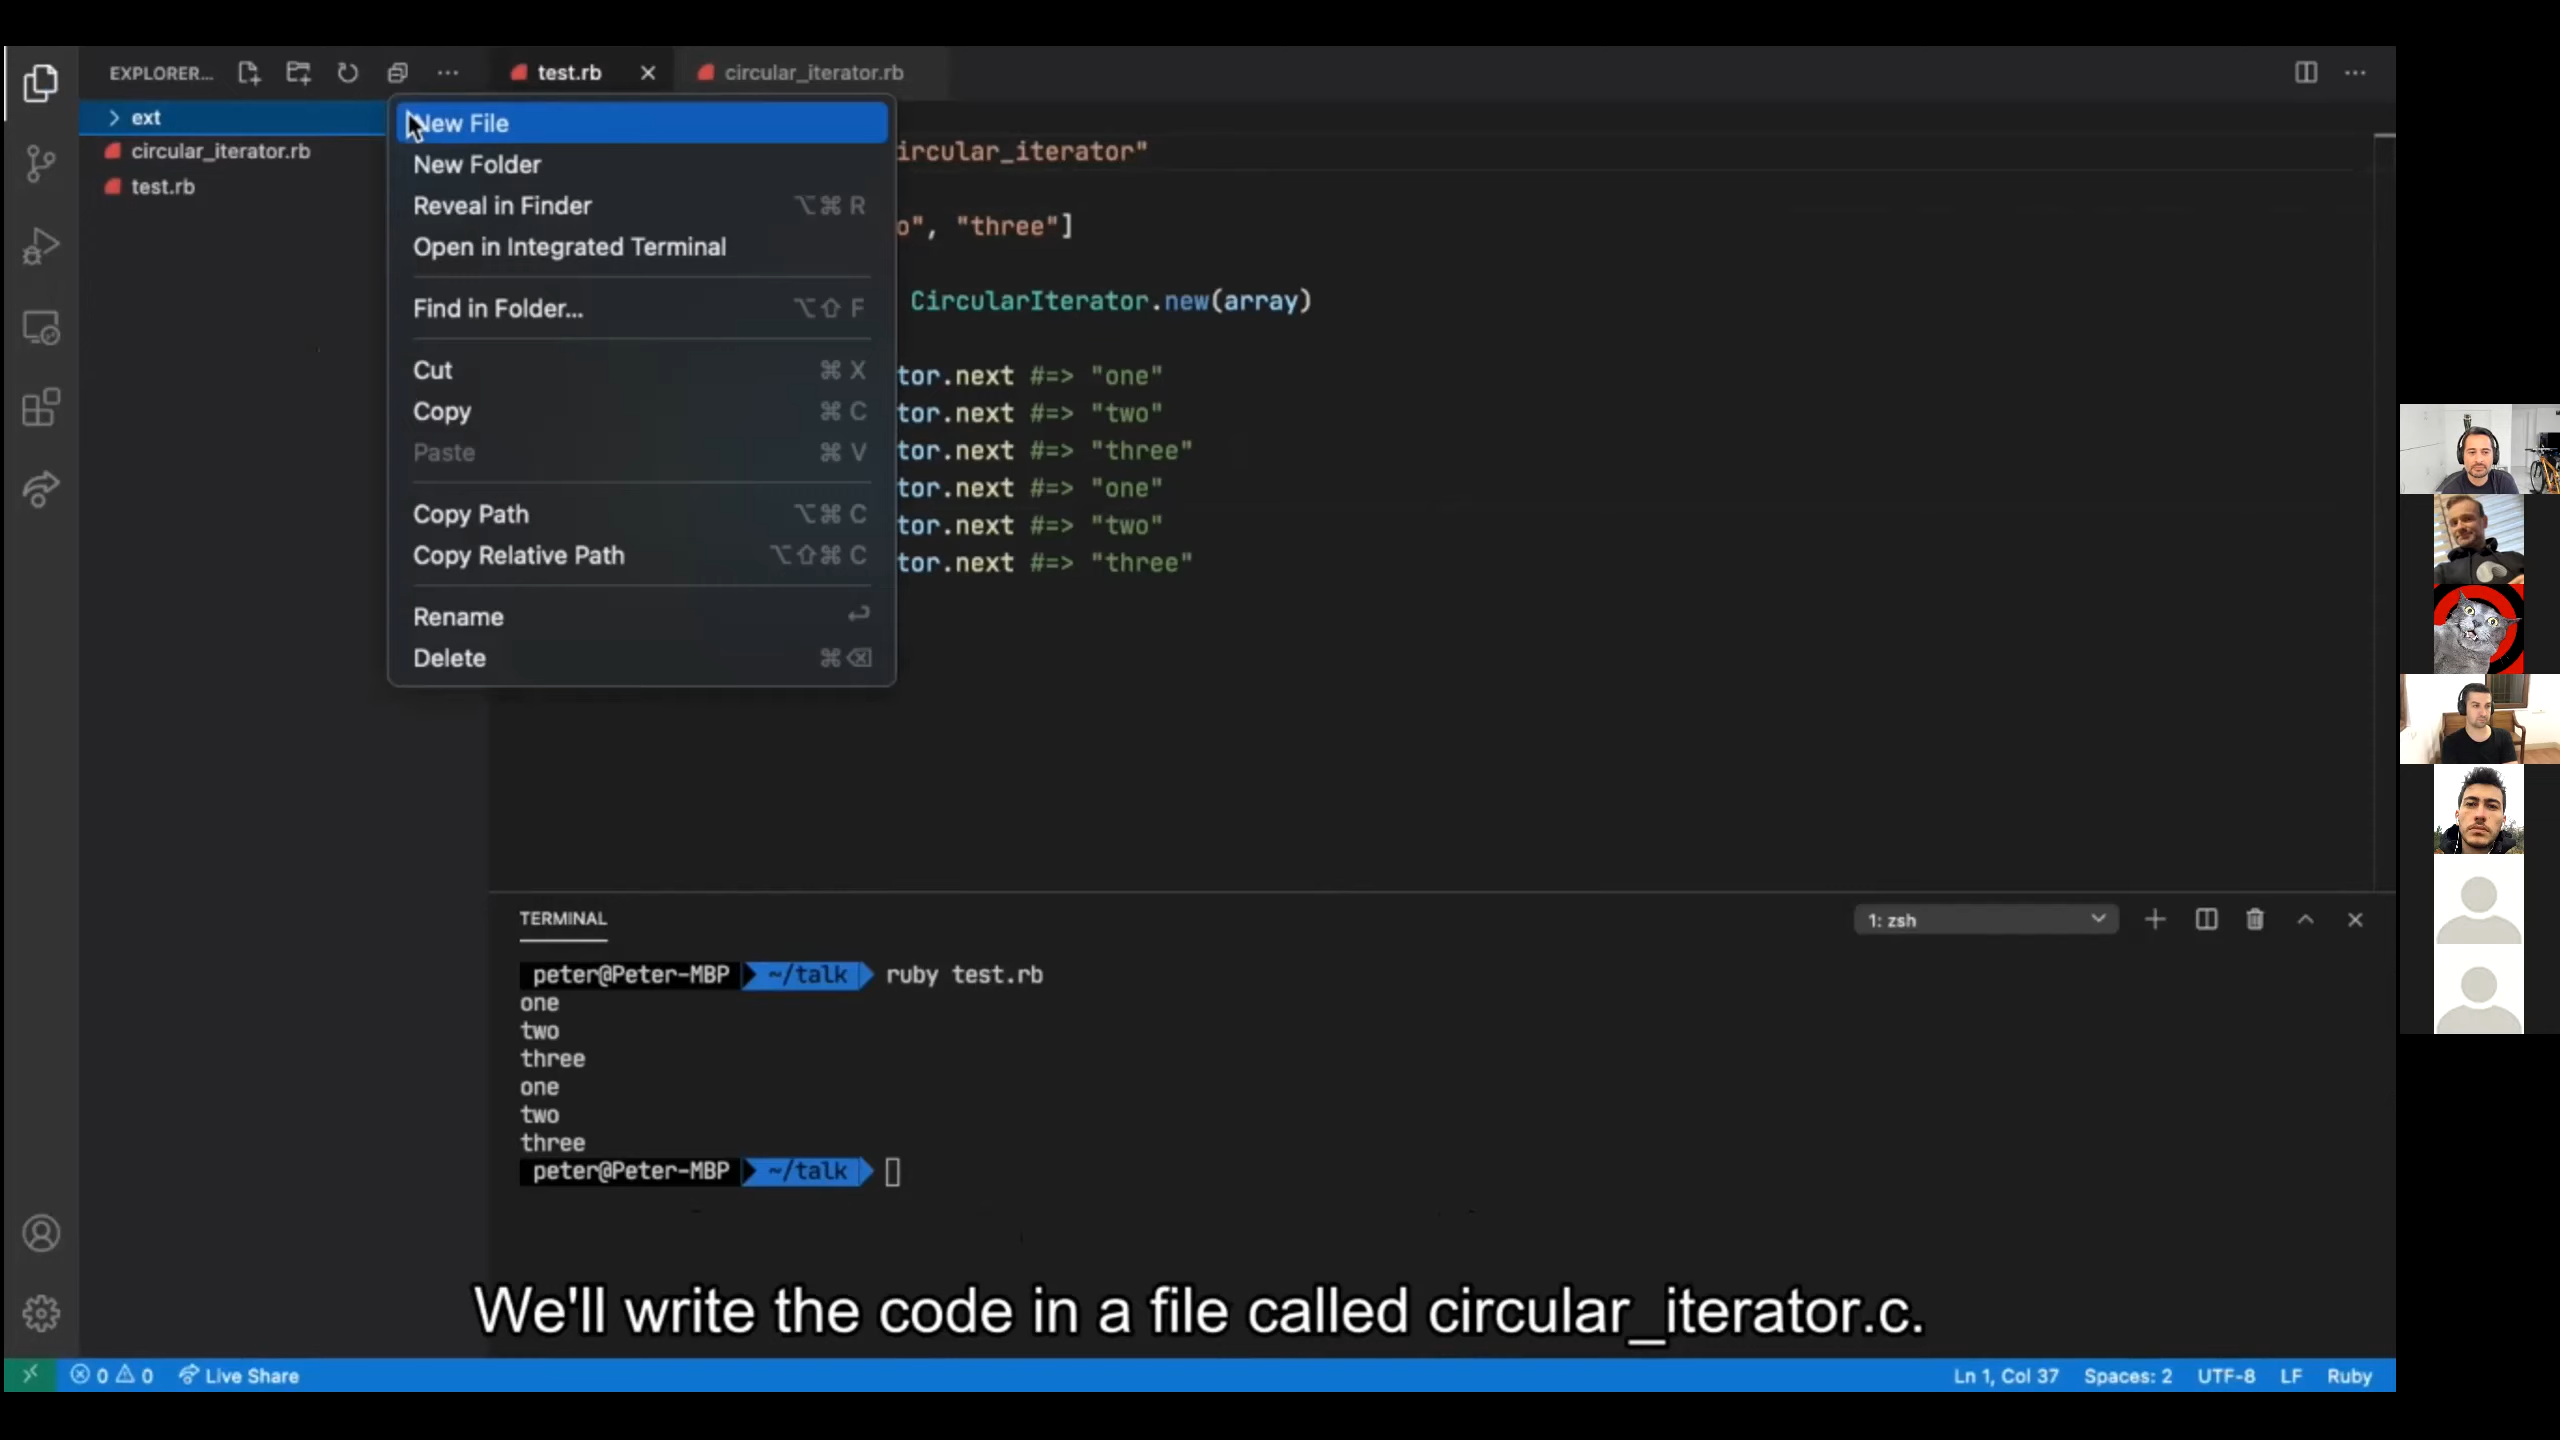 EXPLORER...
test.rb
circular_iterator.rb
ext
circular_iterator.rb
test.rb
New File
New Folder
Reveal in Finder ⌥⌘ R
Open in Integrated Terminal
Find in Folder... ⌥⇧ F
Cut ⌘ X
Copy ⌘ C
Paste ⌘ V
Copy Path ⌥⌘ C
Copy Relative Path ⌥⇧⌘ C
Rename ↩
Delete ⌘⌫
ircular_iterator"
o", "three"]
CircularIterator.new(array)
tor.next #=> "one"
tor.next #=> "two"
tor.next #=> "three"
tor.next #=> "one"
tor.next #=> "two"
tor.next #=> "three"
TERMINAL
1: zsh
peter@Peter-MBP ~/talk ruby test.rb
one
two
three
one
two
three
peter@Peter-MBP ~/talk
We'll write the code in a file called circular_iterator.c.
0 0 Live Share
Ln 1, Col 37 Spaces: 2 UTF-8 LF Ruby